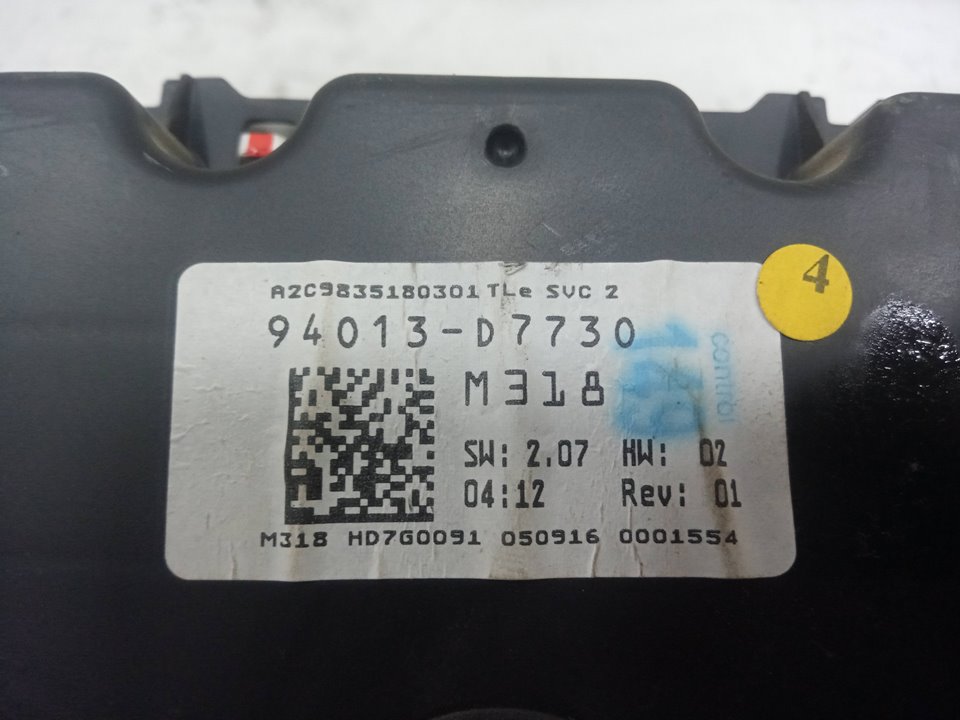 A2C9835180301 TLe SVC 2
94013-D7730
M318
SW: 2.07 HW: 02
04:12 Rev: 01
M318 HD7G0091 050916 0001554
4
control